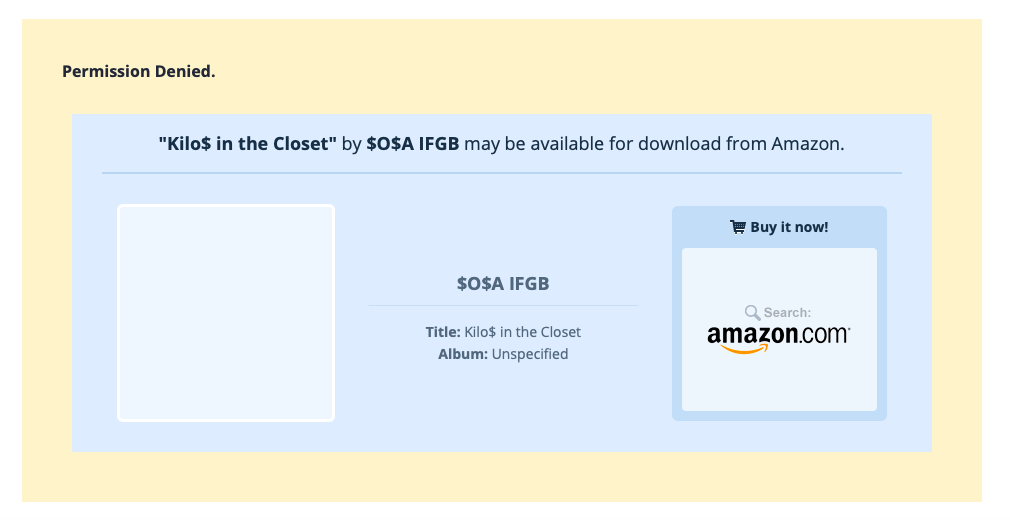 Permission Denied.
"Kilo$ in the Closet" by $O$A IFGB may be available for download from Amazon.
Buy it now!
$O$A IFGB
Search:
amazon.com
Title: Kilo$ in the Closet
Album: Unspecified